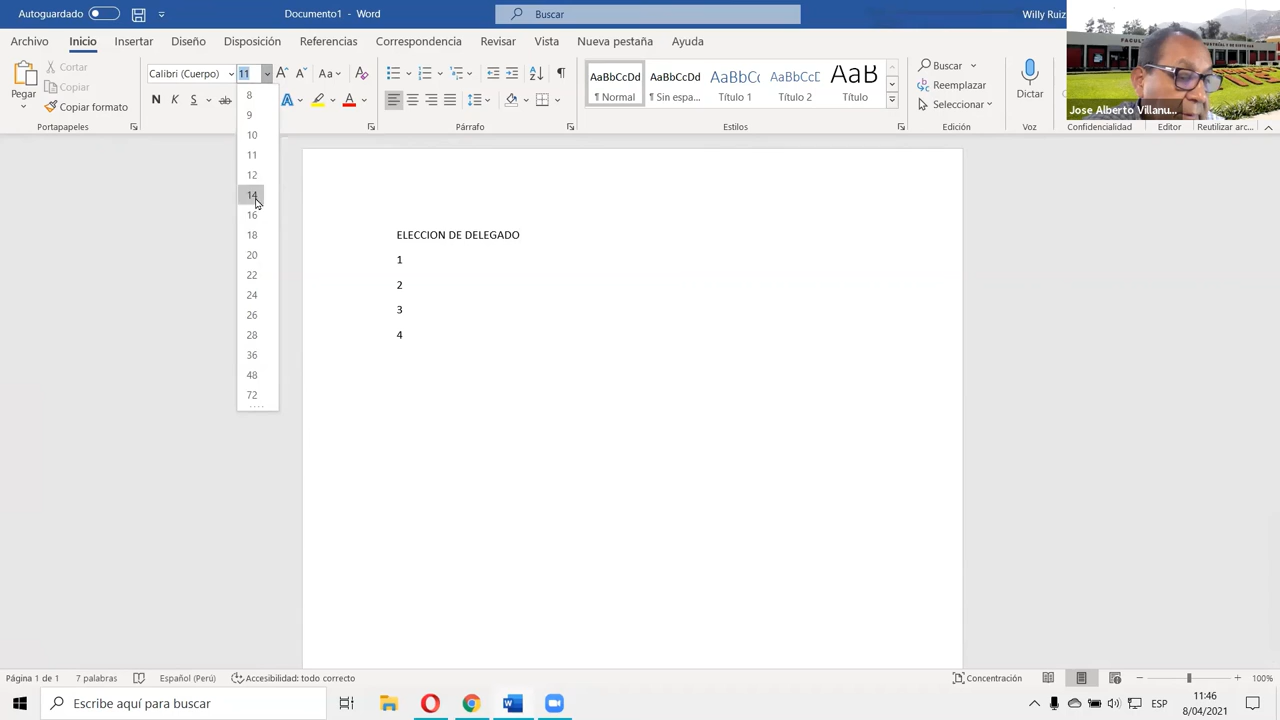 Autoguardado
Documento1 - Word
Buscar
Willy Ruiz
Archivo
Inicio
Insertar
Diseño
Disposición
Referencias
Correspondencia
Revisar
Vista
Nueva pestaña
Ayuda
Pegar
Cortar
Copiar
Copiar formato
Portapapeles
Calibri (Cuerpo)
11
Aa
N K S ab
A
A
Párrafo
AaBbCcDd
¶ Normal
AaBbCcDd
¶ Sin espa...
AaBbCc
Título 1
AaBbCcD
Título 2
AaB
Título
Estilos
Buscar
Reemplazar
Seleccionar
Edición
Dictar
Voz
Confidencialidad
Editor
Reutilizar arc...
Jose Alberto Villanu...
8
9
10
11
12
14
16
18
20
22
24
26
28
36
48
72
ELECCION DE DELEGADO
1
2
3
4
Página 1 de 1
7 palabras
Español (Perú)
Accesibilidad: todo correcto
Concentración
100%
Escribe aquí para buscar
ESP
11:46
8/04/2021